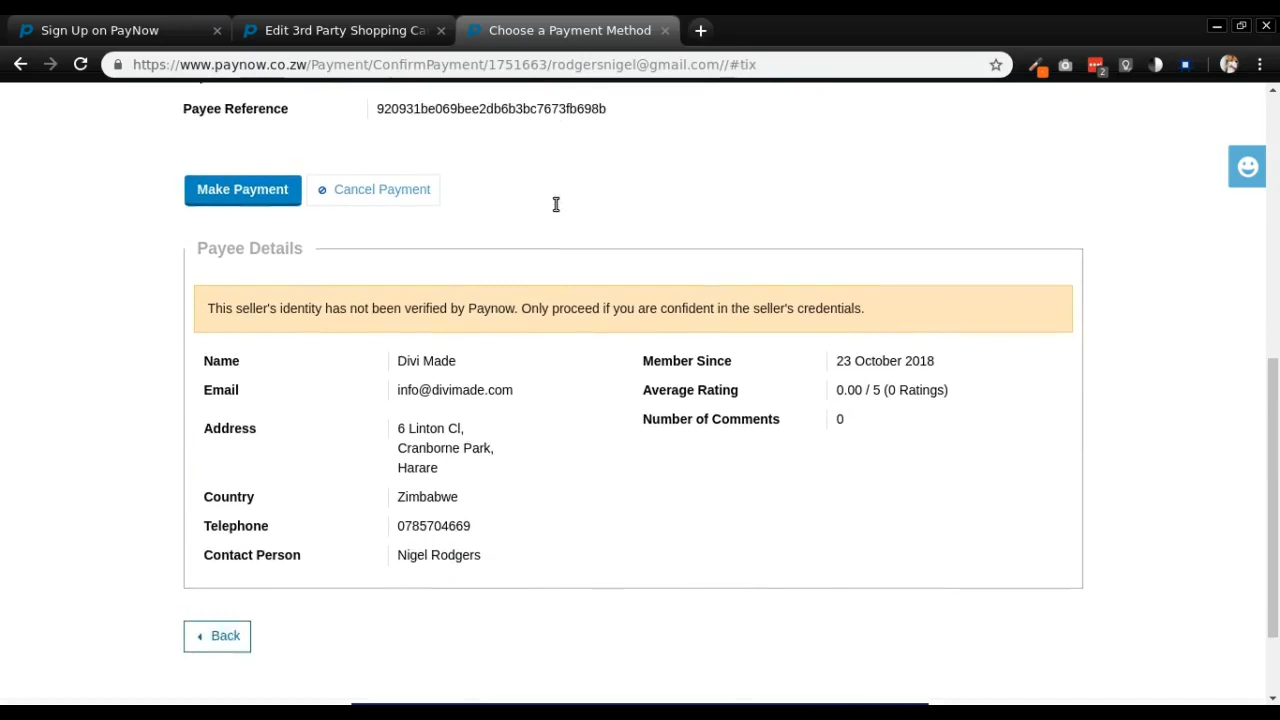 Sign Up on PayNow
Edit 3rd Party Shopping Ca
Choose a Payment Method
https://www.paynow.co.zw/Payment/ConfirmPayment/1751663/rodgersnigel@gmail.com//#tix
2
Payee Reference 920931be069bee2db6b3bc7673fb698b
Make Payment Cancel Payment
Payee Details
This seller's identity has not been verified by Paynow. Only proceed if you are confident in the seller's credentials.
Name Divi Made
Email info@divimade.com
Address 6 Linton Cl,
Cranborne Park,
Harare
Country Zimbabwe
Telephone 0785704669
Contact Person Nigel Rodgers
Member Since 23 October 2018
Average Rating 0.00 / 5 (0 Ratings)
Number of Comments 0
Back